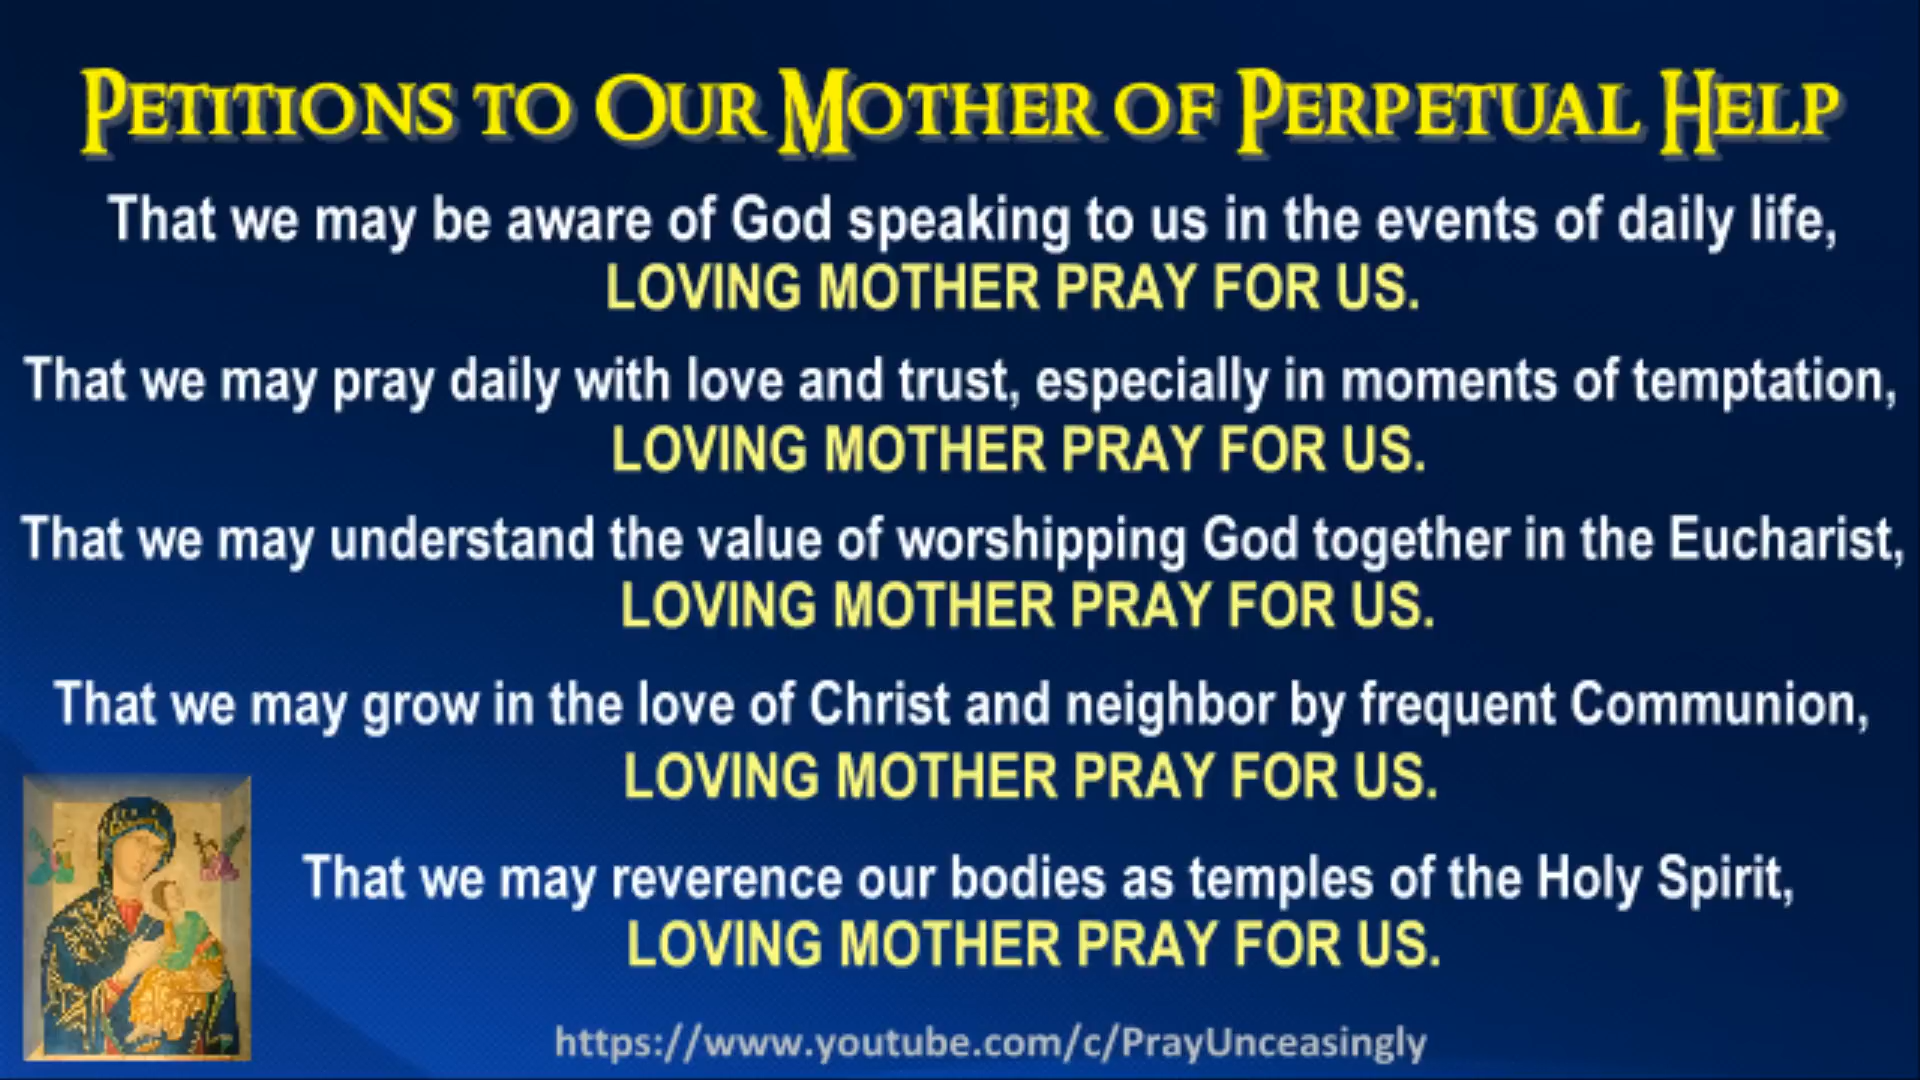 PETITIONS TO OUR MOTHER OF PERPETUAL HELP
That we may be aware of God speaking to us in the events of daily life,
LOVING MOTHER PRAY FOR US.
That we may pray daily with love and trust, especially in moments of temptation,
LOVING MOTHER PRAY FOR US.
That we may understand the value of worshipping God together in the Eucharist,
LOVING MOTHER PRAY FOR US.
That we may grow in the love of Christ and neighbor by frequent Communion,
LOVING MOTHER PRAY FOR US.
That we may reverence our bodies as temples of the Holy Spirit,
LOVING MOTHER PRAY FOR US.
https://www.youtube.com/c/PrayUnceasingly